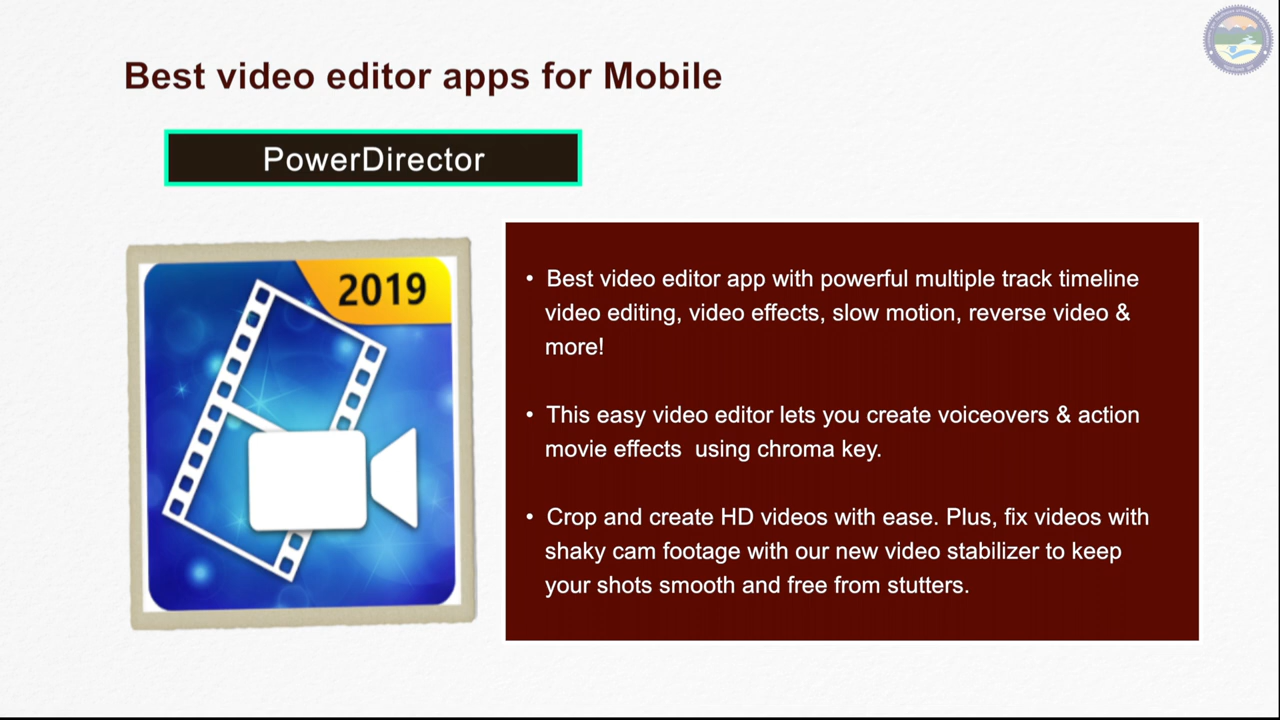 Best video editor apps for Mobile
PowerDirector
2019
• Best video editor app with powerful multiple track timeline
video editing, video effects, slow motion, reverse video &
more!
• This easy video editor lets you create voiceovers & action
movie effects  using chroma key.
• Crop and create HD videos with ease. Plus, fix videos with
shaky cam footage with our new video stabilizer to keep
your shots smooth and free from stutters.